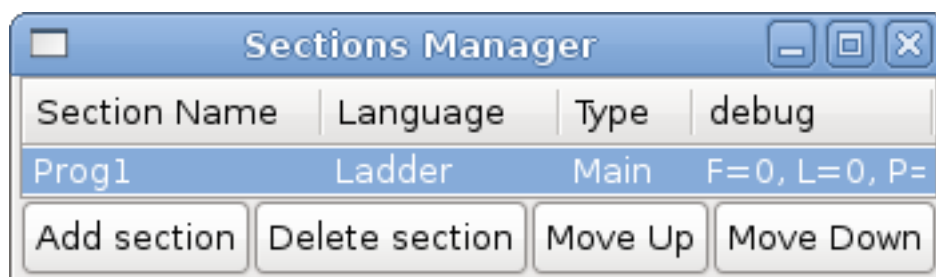 Sections Manager
Section Name Language Type debug
Prog1 Ladder Main F=0, L=0, P=
Add section Delete section Move Up Move Down